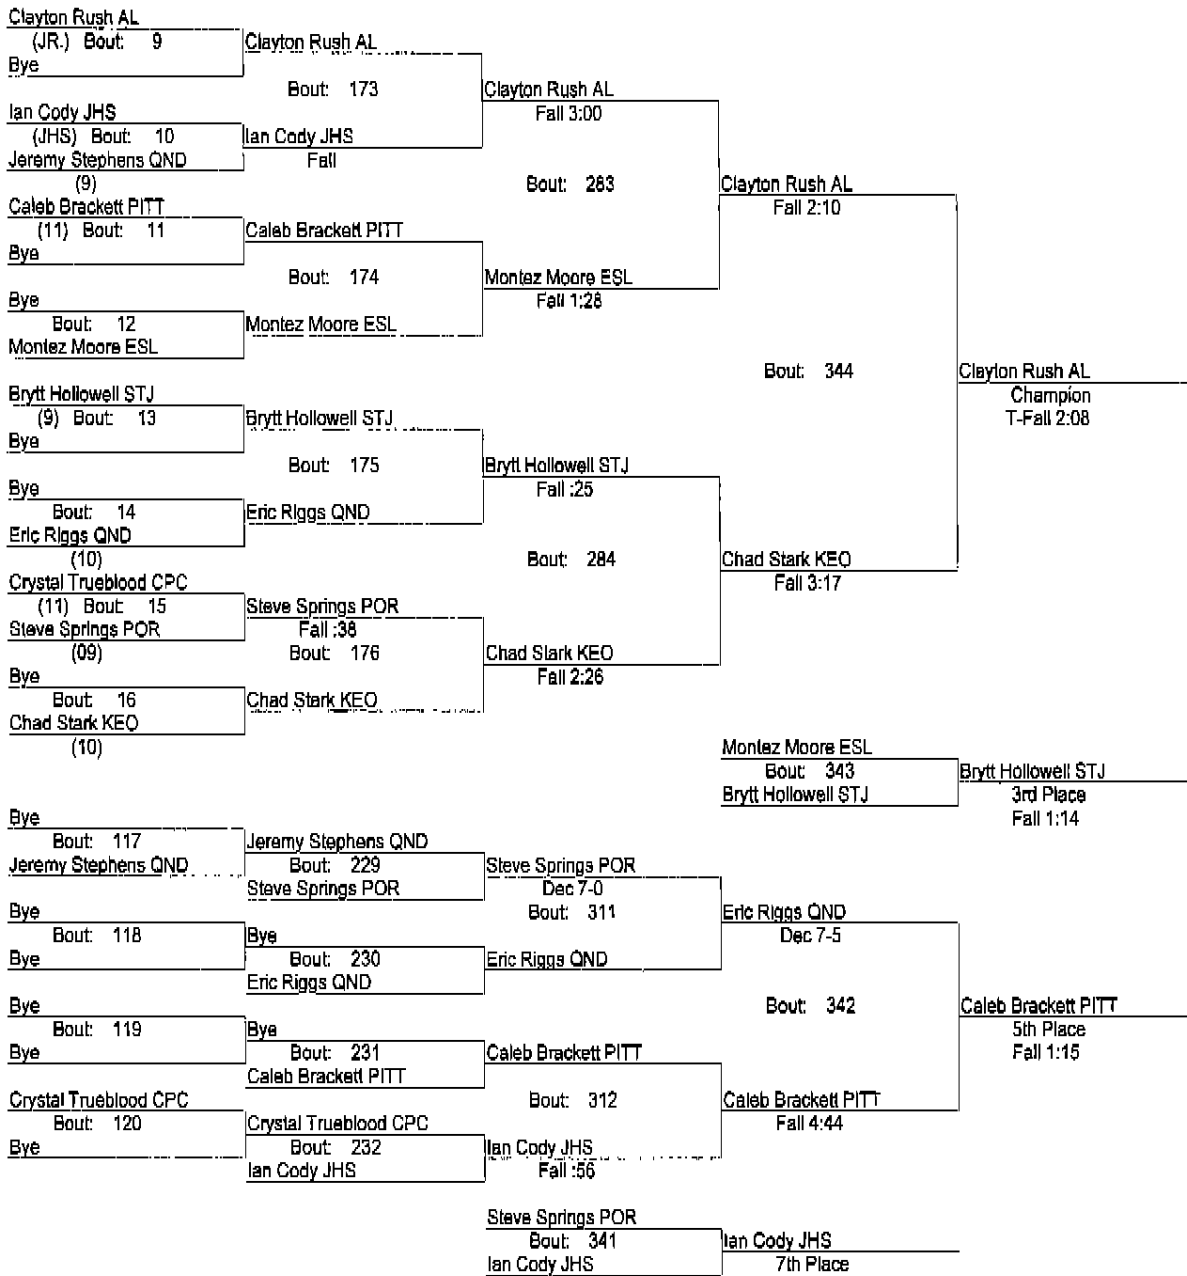 Clayton Rush AL
(JR.) Bout: 9
Bye
Clayton Rush AL
Bout: 173
Ian Cody JHS
(JHS) Bout: 10
Jeremy Stephens QND
(9)
Ian Cody JHS
Fall
Clayton Rush AL
Fall 3:00
Bout: 283
Caleb Brackett PITT
(11) Bout: 11
Bye
Caleb Brackett PITT
Bout: 174
Bye
Bout: 12
Montez Moore ESL
Montez Moore ESL
Montez Moore ESL
Fall 1:28
Clayton Rush AL
Fall 2:10
Bout: 344
Brytt Hollowell STJ
(9) Bout: 13
Bye
Brytt Hollowell STJ
Bout: 175
Bye
Bout: 14
Eric Riggs QND
(10)
Eric Riggs QND
Brytt Hollowell STJ
Fall :25
Bout: 284
Crystal Trueblood CPC
(11) Bout: 15
Steve Springs POR
(09)
Steve Springs POR
Fall :38
Bout: 176
Bye
Bout: 16
Chad Stark KEO
(10)
Chad Stark KEO
Chad Stark KEO
Fall 2:26
Chad Stark KEO
Fall 3:17
Clayton Rush AL
Champion
T-Fall 2:08
Montez Moore ESL
Bout: 343
Brytt Hollowell STJ
Brytt Hollowell STJ
3rd Place
Fall 1:14
Bye
Bout: 117
Jeremy Stephens QND
Jeremy Stephens QND
Bout: 229
Steve Springs POR
Steve Springs POR
Dec 7-0
Bout: 311
Bye
Bout: 118
Bye
Bye
Bout: 230
Eric Riggs QND
Eric Riggs QND
Eric Riggs QND
Dec 7-5
Bout: 342
Bye
Bout: 119
Bye
Bye
Bout: 231
Caleb Brackett PITT
Caleb Brackett PITT
Bout: 312
Crystal Trueblood CPC
Bout: 120
Bye
Crystal Trueblood CPC
Bout: 232
Ian Cody JHS
Ian Cody JHS
Fall :56
Caleb Brackett PITT
Fall 4:44
Caleb Brackett PITT
5th Place
Fall 1:15
Steve Springs POR
Bout: 341
Ian Cody JHS
Ian Cody JHS
7th Place